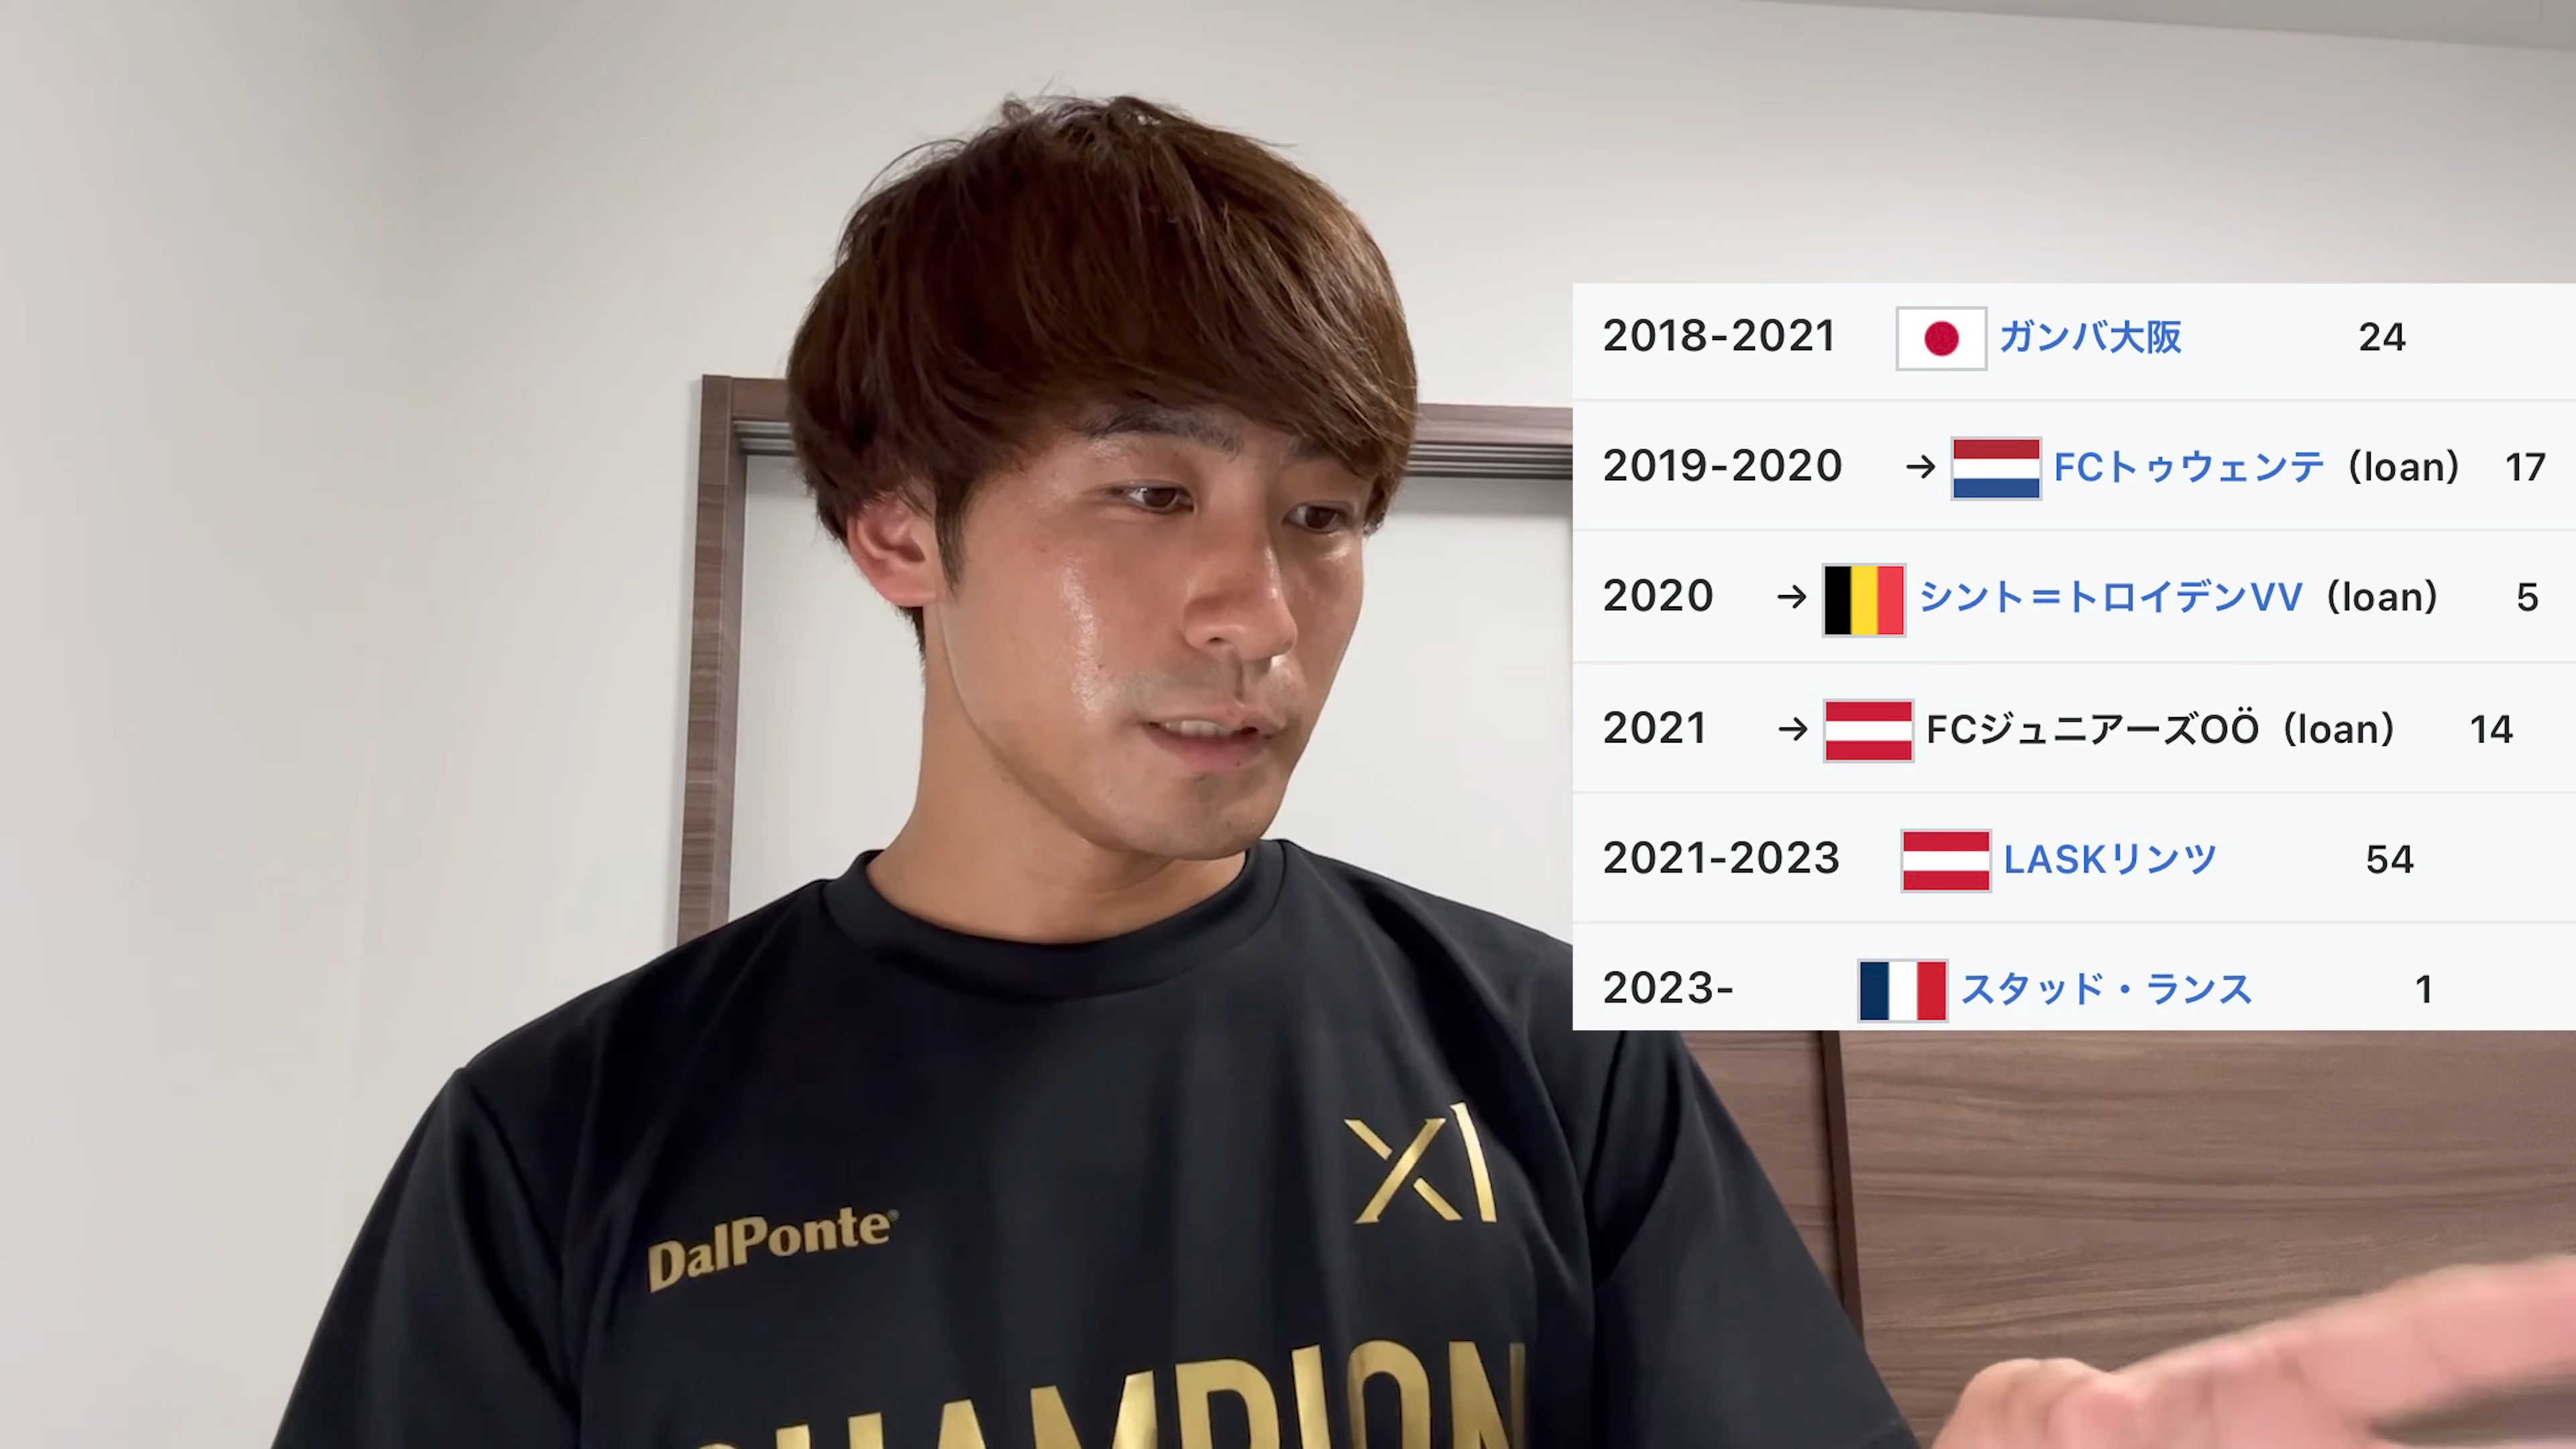 2018-2021 ガンバ大阪 24
2019-2020 → FCトゥウェンテ（loan） 17
2020 → シント＝トロイデンVV（loan） 5
2021 → FCジュニアーズOÖ（loan） 14
2021-2023 LASKリンツ 54
2023- スタッド・ランス 1
XI
DalPonte®
CHAMPION